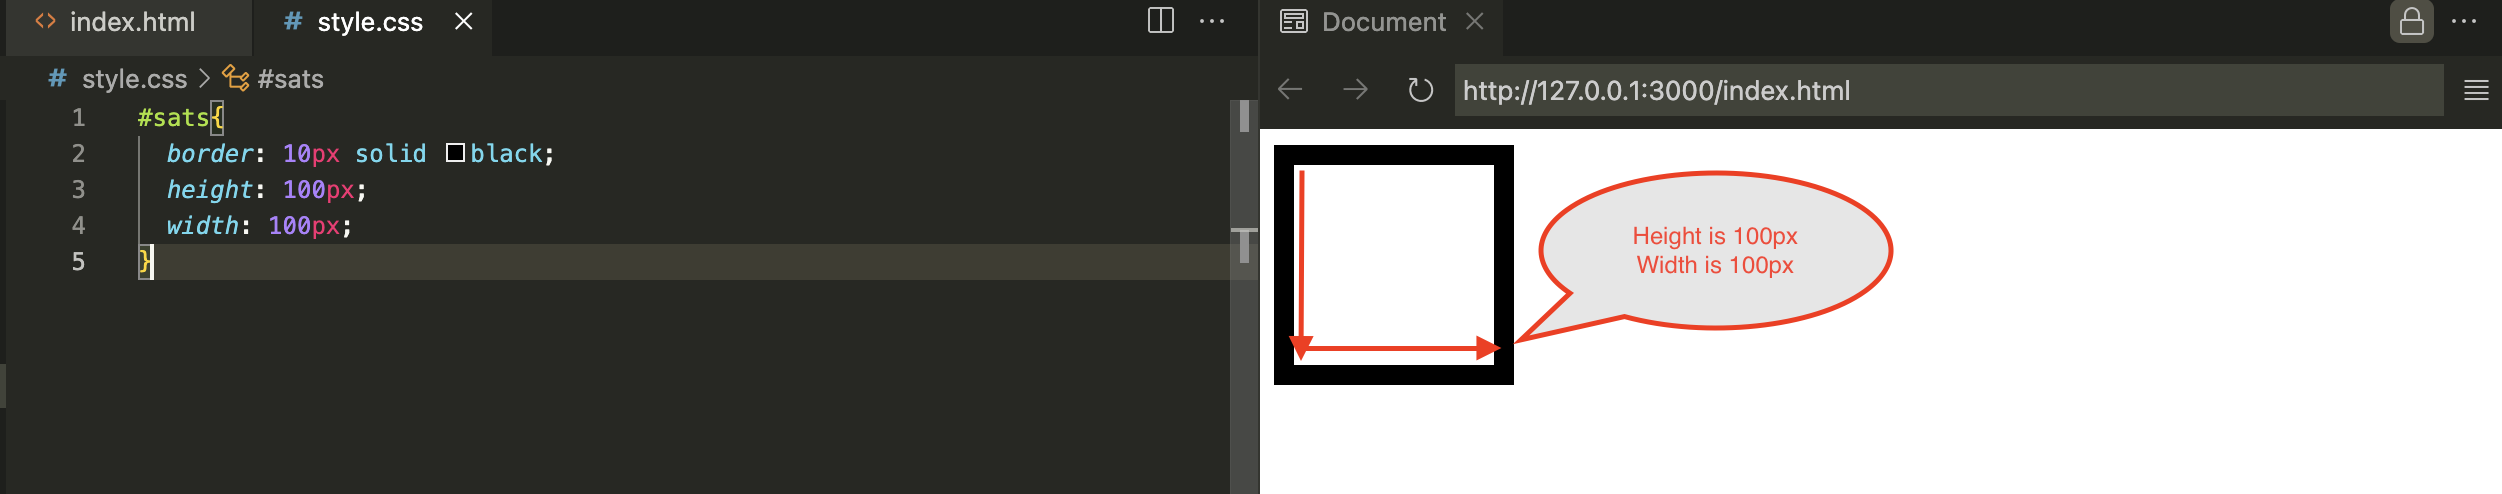 index.html
# style.css
Document
# style.css > #sats
http://127.0.0.1:3000/index.html
1 #sats{
2 border: 10px solid black;
3 height: 100px;
4 width: 100px;
5 }
Height is 100px
Width is 100px